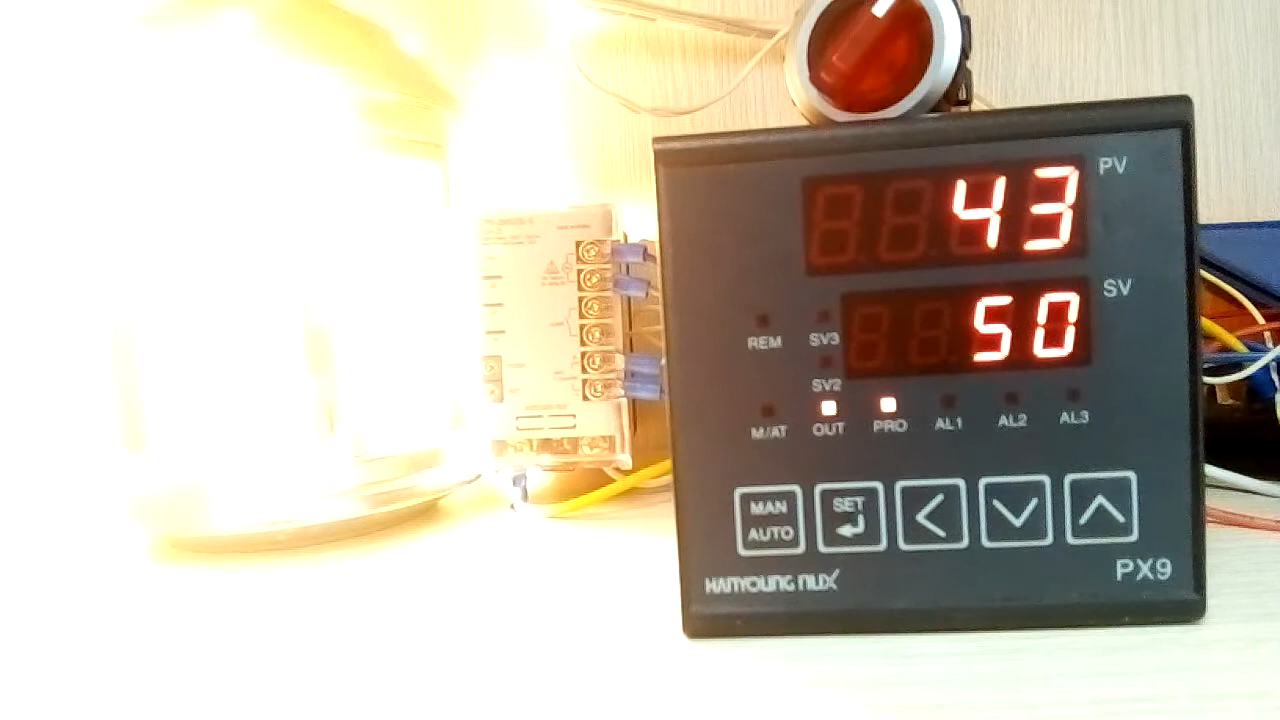 43
PV
50
SV
REM
SV3
SV2
M/AT
OUT
PRO
AL1
AL2
AL3
MAN
AUTO
SET
HANYOUNG NUX
PX9